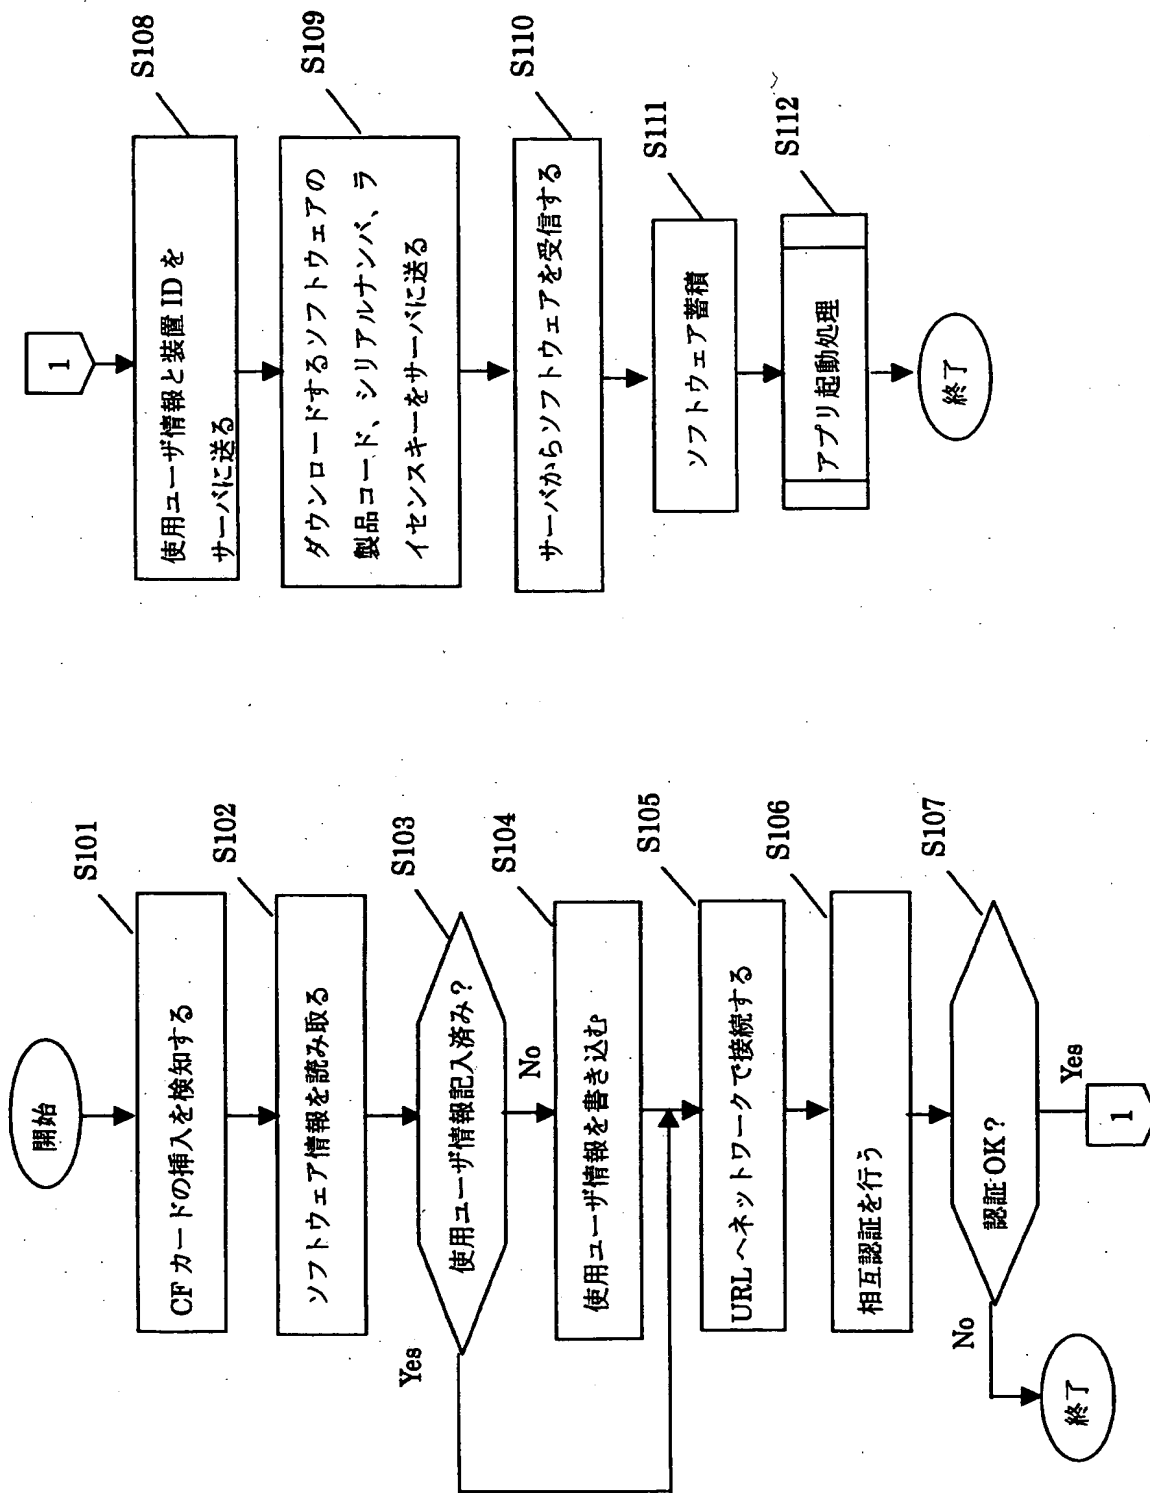 開始
S101
CFカードの挿入を検知する
S102
ソフトウェア情報を読み取る
S103
使用ユーザ情報記入済み？
Yes
No
S104
使用ユーザ情報を書き込む
S105
URLへネットワークで接続する
S106
相互認証を行う
S107
認証OK？
No
Yes
終了
1
1
S108
使用ユーザ情報と装置IDを
サーバに送る
S109
ダウンロードするソフトウェアの
製品コード、シリアルナンバ、ラ
イセンスキーをサーバに送る
S110
サーバからソフトウェアを受信する
S111
ソフトウェア蓄積
S112
アプリ起動処理
終了